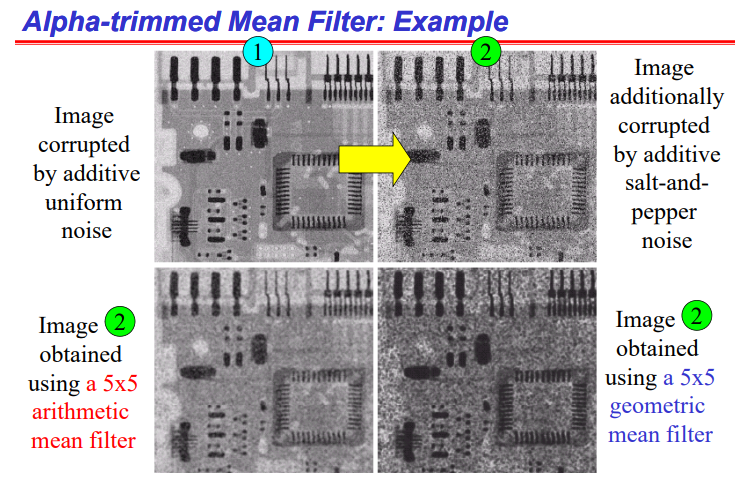 Alpha-trimmed Mean Filter: Example
1
2
Image
corrupted
by additive
uniform
noise
Image
additionally
corrupted
by additive
salt-and-
pepper
noise
Image 2
obtained
using a 5x5
arithmetic
mean filter
Image 2
obtained
using a 5x5
geometric
mean filter